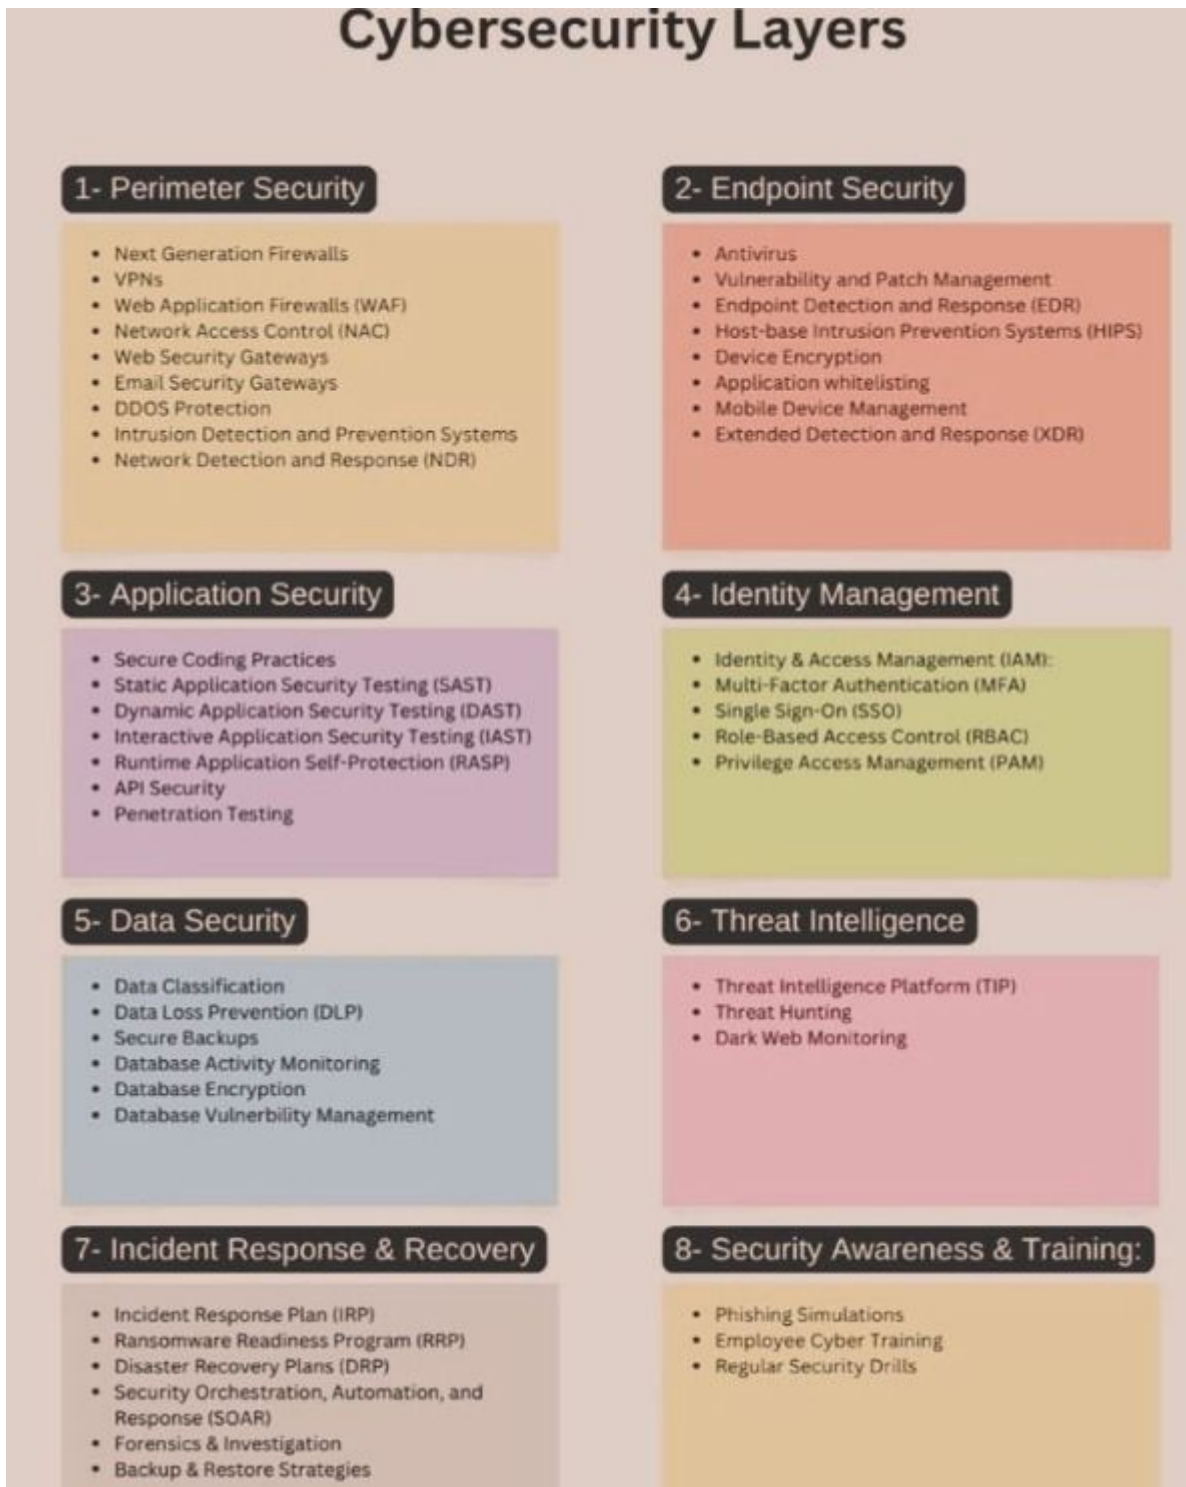 Cybersecurity Layers
1- Perimeter Security
• Next Generation Firewalls
• VPNs
• Web Application Firewalls (WAF)
• Network Access Control (NAC)
• Web Security Gateways
• Email Security Gateways
• DDOS Protection
• Intrusion Detection and Prevention Systems
• Network Detection and Response (NDR)
2- Endpoint Security
• Antivirus
• Vulnerability and Patch Management
• Endpoint Detection and Response (EDR)
• Host-base Intrusion Prevention Systems (HIPS)
• Device Encryption
• Application whitelisting
• Mobile Device Management
• Extended Detection and Response (XDR)
3- Application Security
• Secure Coding Practices
• Static Application Security Testing (SAST)
• Dynamic Application Security Testing (DAST)
• Interactive Application Security Testing (IAST)
• Runtime Application Self-Protection (RASP)
• API Security
• Penetration Testing
4- Identity Management
• Identity & Access Management (IAM):
• Multi-Factor Authentication (MFA)
• Single Sign-On (SSO)
• Role-Based Access Control (RBAC)
• Privilege Access Management (PAM)
5- Data Security
• Data Classification
• Data Loss Prevention (DLP)
• Secure Backups
• Database Activity Monitoring
• Database Encryption
• Database Vulnerbility Management
6- Threat Intelligence
• Threat Intelligence Platform (TIP)
• Threat Hunting
• Dark Web Monitoring
7- Incident Response & Recovery
• Incident Response Plan (IRP)
• Ransomware Readiness Program (RRP)
• Disaster Recovery Plans (DRP)
• Security Orchestration, Automation, and
Response (SOAR)
• Forensics & Investigation
• Backup & Restore Strategies
8- Security Awareness & Training:
• Phishing Simulations
• Employee Cyber Training
• Regular Security Drills